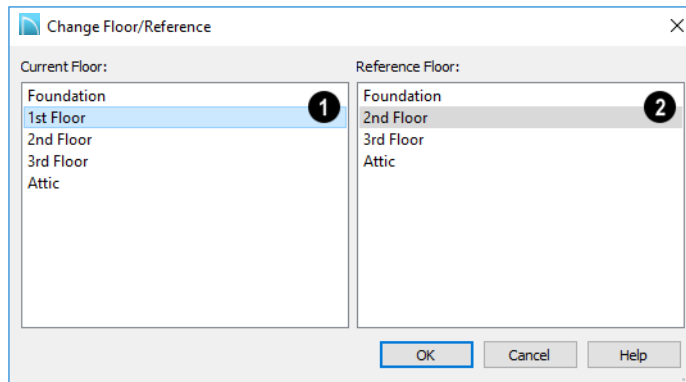 Change Floor/Reference
Current Floor:
Foundation
1st Floor
2nd Floor
3rd Floor
Attic
1
Reference Floor:
Foundation
2nd Floor
3rd Floor
Attic
2
OK
Cancel
Help